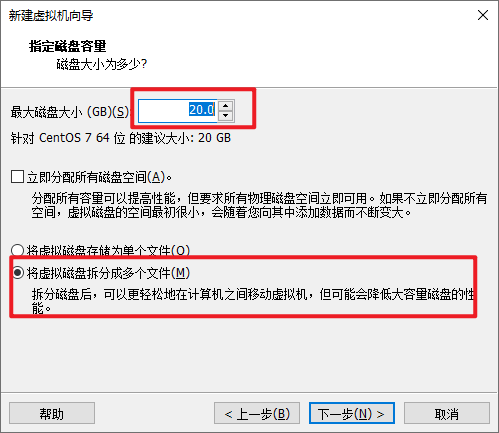 新建虚拟机向导
指定磁盘容量
磁盘大小为多少?
最大磁盘大小 (GB)(S) 20.0
针对 CentOS 7 64 位 的建议大小: 20 GB
立即分配所有磁盘空间(A)。
分配所有容量可以提高性能，但要求所有物理磁盘空间立即可用。如果不立即分配所有
空间，虚拟磁盘的空间最初很小，会随着您向其中添加数据而不断变大。
将虚拟磁盘存储为单个文件(O)
将虚拟磁盘拆分成多个文件(M)
拆分磁盘后，可以更轻松地在计算机之间移动虚拟机，但可能会降低大容量磁盘的性
能。
帮助 < 上一步(B) 下一步(N) > 取消